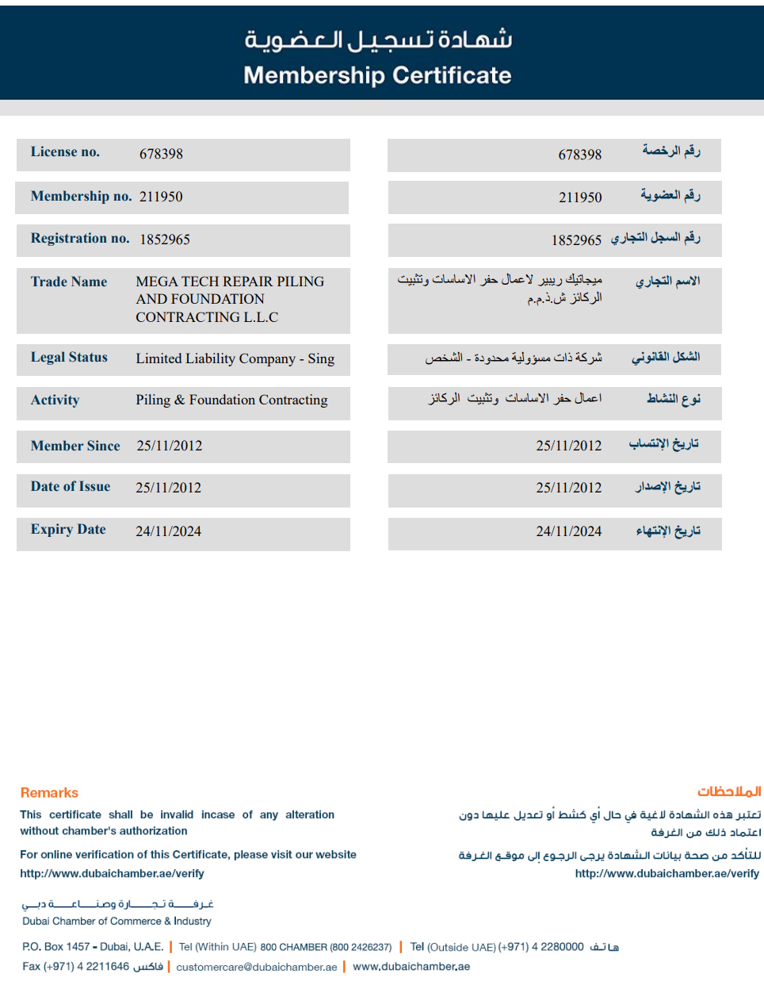 شهادة تسجيل العضوية
Membership Certificate
License no. 678398
678398 رقم الرخصة
Membership no. 211950
211950 رقم العضوية
Registration no. 1852965
1852965 رقم السجل التجاري
Trade Name MEGA TECH REPAIR PILING
AND FOUNDATION
CONTRACTING L.L.C
الاسم التجاري ميجاتيك ريبير لاعمال حفر الاساسات وتثبيت
الركائز ش.ذ.م.م
Legal Status Limited Liability Company - Sing
الشكل القانوني شركة ذات مسؤولية محدودة - الشخص
Activity Piling & Foundation Contracting
نوع النشاط اعمال حفر الاساسات وتثبيت الركائز
Member Since 25/11/2012
25/11/2012 تاريخ الإنتساب
Date of Issue 25/11/2012
25/11/2012 تاريخ الإصدار
Expiry Date 24/11/2024
24/11/2024 تاريخ الإنتهاء
Remarks
This certificate shall be invalid incase of any alteration
without chamber's authorization
For online verification of this Certificate, please visit our website
http://www.dubaichamber.ae/verify
الملاحظات
تعتبر هذه الشهادة لاغية في حال أي كشط أو تعديل عليها دون
اعتماد ذلك من الغرفة
للتأكد من صحة بيانات الشهادة يرجى الرجوع إلى موقع الغرفة
http://www.dubaichamber.ae/verify
غرفة تجارة وصناعة دبي
Dubai Chamber of Commerce & Industry
P.O. Box 1457 - Dubai, U.A.E. | Tel (Within UAE) 800 CHAMBER (800 2426237) | Tel (Outside UAE) (+971) 4 2280000 هاتف
Fax (+971) 4 2211646 فاكس | customercare@dubaichamber.ae | www.dubaichamber.ae